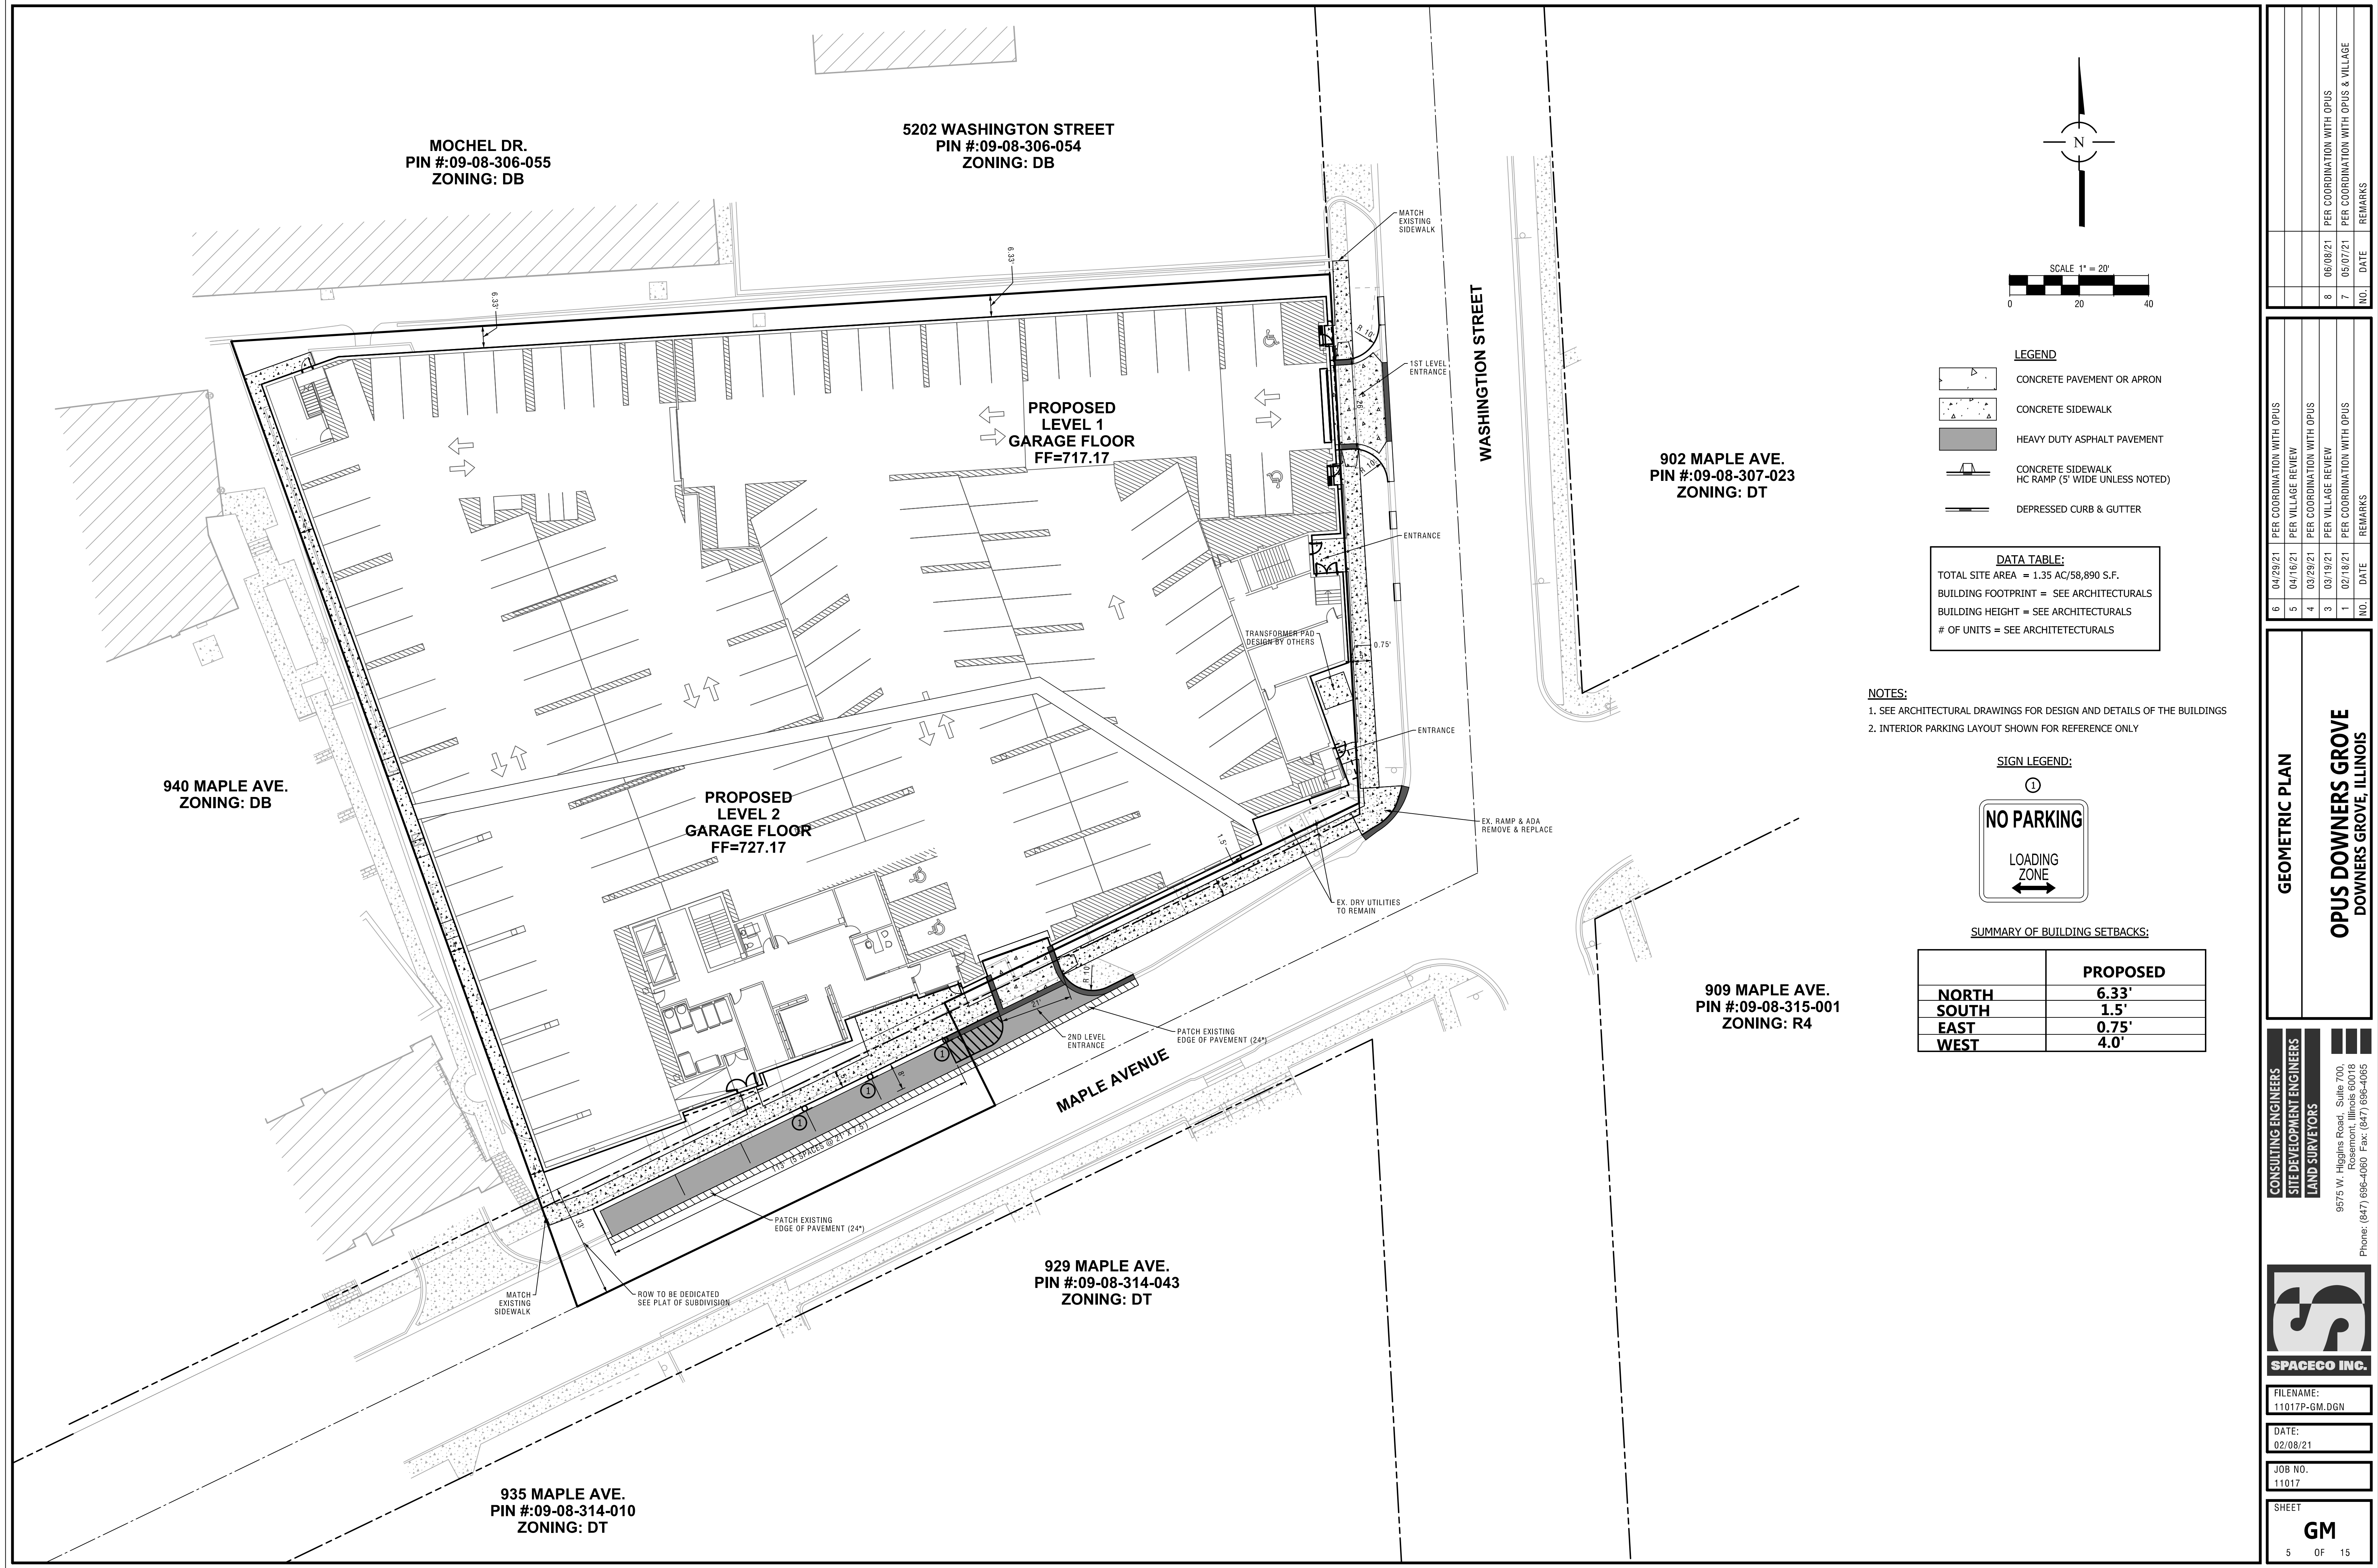 MOCHEL DR.
PIN #:09-08-306-055
ZONING: DB
5202 WASHINGTON STREET
PIN #:09-08-306-054
ZONING: DB
MATCH
EXISTING
SIDEWALK
6.33'
6.33'
R 10'
1ST LEVEL
ENTRANCE
26'
R 10'
WASHINGTION STREET
PROPOSED
LEVEL 1
GARAGE FLOOR
FF=717.17
902 MAPLE AVE.
PIN #:09-08-307-023
ZONING: DT
ENTRANCE
TRANSFORMER PAD
DESIGN BY OTHERS
0.75'
ENTRANCE
940 MAPLE AVE.
ZONING: DB
PROPOSED
LEVEL 2
GARAGE FLOOR
FF=727.17
1.5'
EX. RAMP & ADA
REMOVE & REPLACE
EX. DRY UTILITIES
TO REMAIN
R 10'
21'
2ND LEVEL
ENTRANCE
PATCH EXISTING
EDGE OF PAVEMENT (24")
MAPLE AVENUE
909 MAPLE AVE.
PIN #:09-08-315-001
ZONING: R4
1
1
1
8'
113' (5 SPACES @ 21' X 7.5')
PATCH EXISTING
EDGE OF PAVEMENT (24")
33'
MATCH
EXISTING
SIDEWALK
ROW TO BE DEDICATED
SEE PLAT OF SUBDIVISION
929 MAPLE AVE.
PIN #:09-08-314-043
ZONING: DT
935 MAPLE AVE.
PIN #:09-08-314-010
ZONING: DT
N
SCALE 1" = 20'
0 20 40
LEGEND
CONCRETE PAVEMENT OR APRON
CONCRETE SIDEWALK
HEAVY DUTY ASPHALT PAVEMENT
CONCRETE SIDEWALK
HC RAMP (5' WIDE UNLESS NOTED)
DEPRESSED CURB & GUTTER
DATA TABLE:
TOTAL SITE AREA = 1.35 AC/58,890 S.F.
BUILDING FOOTPRINT = SEE ARCHITECTURALS
BUILDING HEIGHT = SEE ARCHITECTURALS
# OF UNITS = SEE ARCHITETECTURALS
NOTES:
1. SEE ARCHITECTURAL DRAWINGS FOR DESIGN AND DETAILS OF THE BUILDINGS
2. INTERIOR PARKING LAYOUT SHOWN FOR REFERENCE ONLY
SIGN LEGEND:
1
NO PARKING
LOADING
ZONE
SUMMARY OF BUILDING SETBACKS:
PROPOSED
NORTH 6.33'
SOUTH 1.5'
EAST 0.75'
WEST 4.0'
8 06/08/21 PER COORDINATION WITH OPUS
7 05/07/21 PER COORDINATION WITH OPUS & VILLAGE
NO. DATE REMARKS
6 04/29/21 PER COORDINATION WITH OPUS
5 04/16/21 PER VILLAGE REVIEW
4 03/29/21 PER COORDINATION WITH OPUS
3 03/19/21 PER VILLAGE REVIEW
1 02/18/21 PER COORDINATION WITH OPUS
NO. DATE REMARKS
GEOMETRIC PLAN
OPUS DOWNERS GROVE
DOWNERS GROVE, ILLINOIS
CONSULTING ENGINEERS
SITE DEVELOPMENT ENGINEERS
LAND SURVEYORS
9575 W. Higgins Road, Suite 700,
Rosemont, Illinois 60018
Phone: (847) 696-4060 Fax: (847) 696-4065
SPACECO INC.
FILENAME:
11017P-GM.DGN
DATE:
02/08/21
JOB NO.
11017
SHEET
GM
5 OF 15